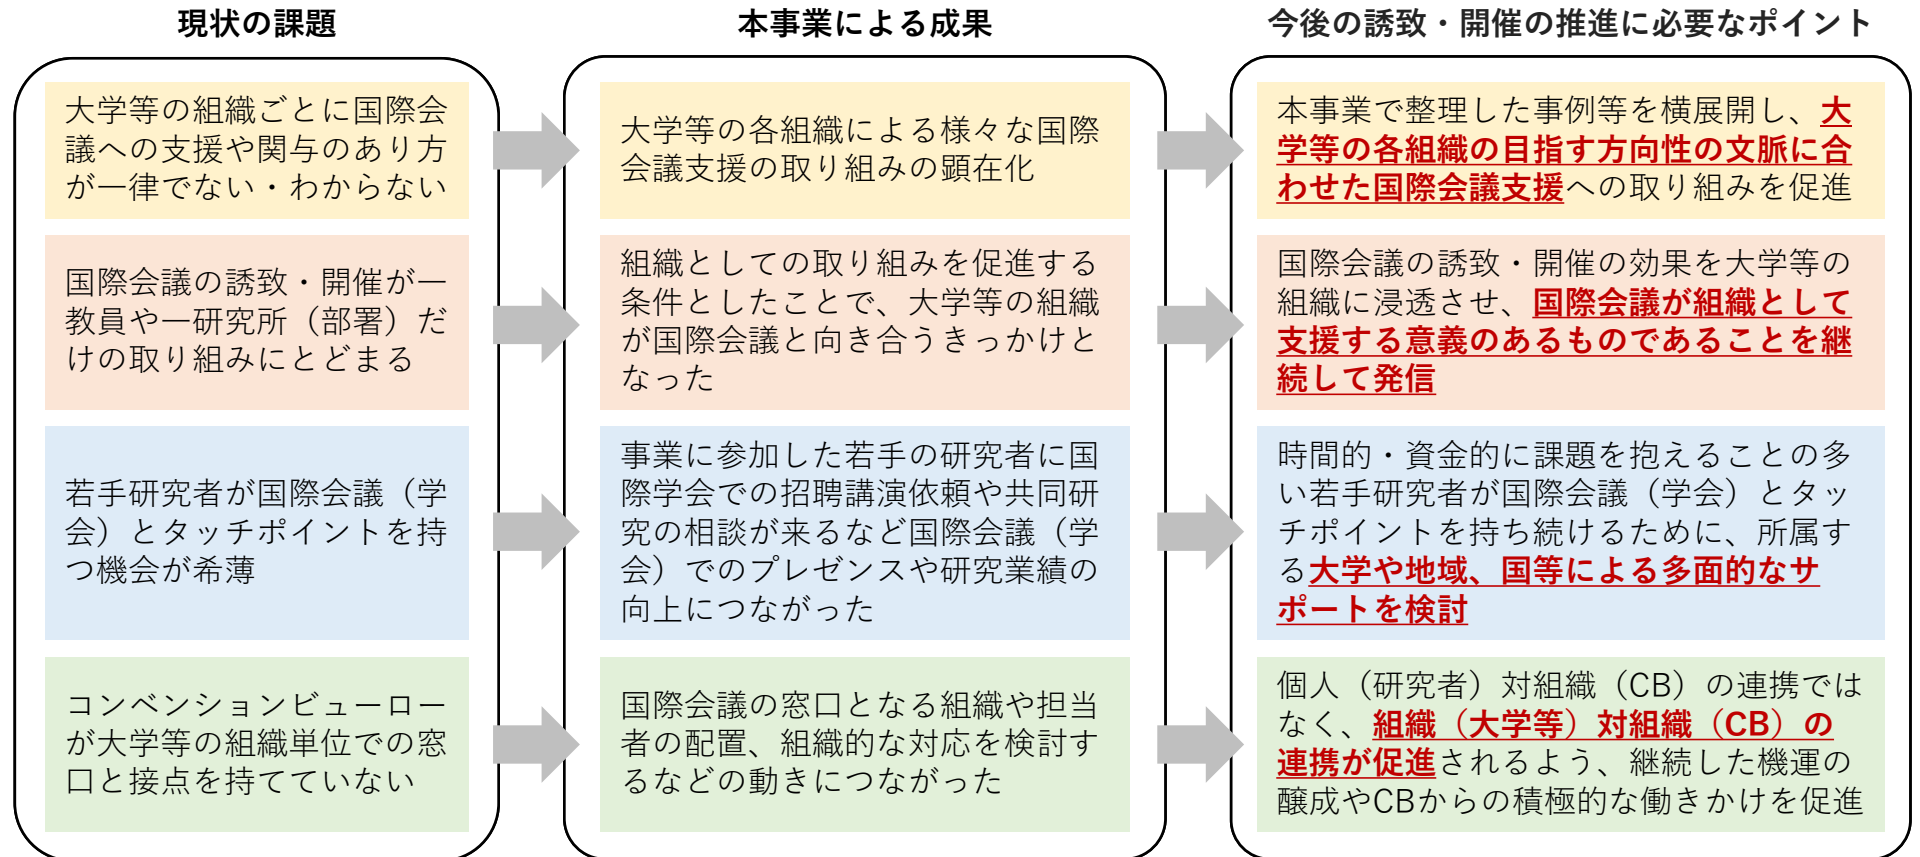 現状の課題
本事業による成果
今後の誘致・開催の推進に必要なポイント
大学等の組織ごとに国際会
議への支援や関与のあり方
が一律でない・わからない
大学等の各組織による様々な国際
会議支援の取り組みの顕在化
本事業で整理した事例等を横展開し、大
学等の各組織の目指す方向性の文脈に合
わせた国際会議支援への取り組みを促進
国際会議の誘致・開催が一
教員や一研究所（部署）だ
けの取り組みにとどまる
組織としての取り組みを促進する
条件としたことで、大学等の組織
が国際会議と向き合うきっかけと
なった
国際会議の誘致・開催の効果を大学等の
組織に浸透させ、国際会議が組織として
支援する意義のあるものであることを継
続して発信
若手研究者が国際会議（学
会）とタッチポイントを持
つ機会が希薄
事業に参加した若手の研究者に国
際学会での招聘講演依頼や共同研
究の相談が来るなど国際会議（学
会）でのプレゼンスや研究業績の
向上につながった
時間的・資金的に課題を抱えることの多
い若手研究者が国際会議（学会）とタッ
チポイントを持ち続けるために、所属す
る大学や地域、国等による多面的なサ
ポートを検討
コンベンションビューロー
が大学等の組織単位での窓
口と接点を持てていない
国際会議の窓口となる組織や担当
者の配置、組織的な対応を検討す
るなどの動きにつながった
個人（研究者）対組織（CB）の連携では
なく、組織（大学等）対組織（CB）の
連携が促進されるよう、継続した機運の
醸成やCBからの積極的な働きかけを促進